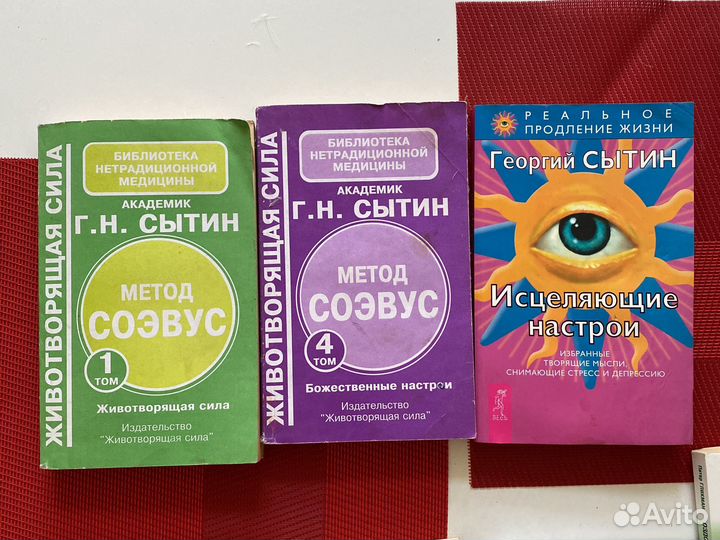 ЖИВОТВОРЯЩАЯ СИЛА
БИБЛИОТЕКА
НЕТРАДИЦИОННОЙ
МЕДИЦИНЫ
АКАДЕМИК
Г.Н. СЫТИН
МЕТОД
СОЭВУС
1
ТОМ
Животворящая сила
Издательство
"Животворящая сила"
ЖИВОТВОРЯЩАЯ СИЛА
БИБЛИОТЕКА
НЕТРАДИЦИОННОЙ
МЕДИЦИНЫ
АКАДЕМИК
Г.Н. СЫТИН
МЕТОД
СОЭВУС
4
ТОМ
Божественные настрои
Издательство
"Животворящая сила"
РЕАЛЬНОЕ
ПРОДЛЕНИЕ ЖИЗНИ
Георгий СЫТИН
Исцеляющие
настрои
ИЗБРАННЫЕ
ТВОРЯЩИЕ МЫСЛИ,
СНИМАЮЩИЕ СТРЕСС И ДЕПРЕССИЮ
ВЕСЬ
Avito